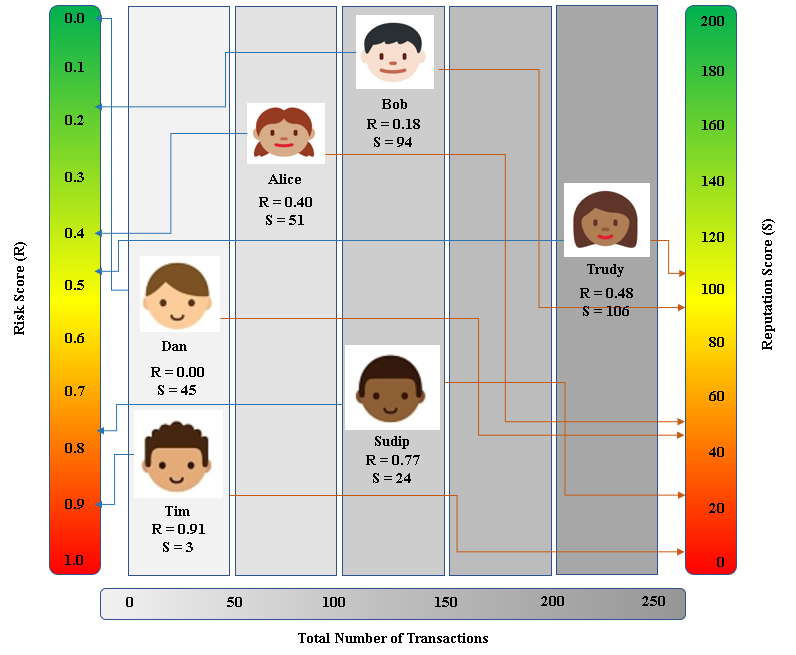 0.0
0.1
0.2
0.3
0.4
0.5
0.6
0.7
0.8
0.9
1.0
Risk Score (R)
Bob
R = 0.18
S = 94
Alice
R = 0.40
S = 51
Trudy
R = 0.48
S = 106
Dan
R = 0.00
S = 45
Sudip
R = 0.77
S = 24
Tim
R = 0.91
S = 3
200
180
160
140
120
100
80
60
40
20
0
Reputation Score (S)
0 50 100 150 200 250
Total Number of Transactions